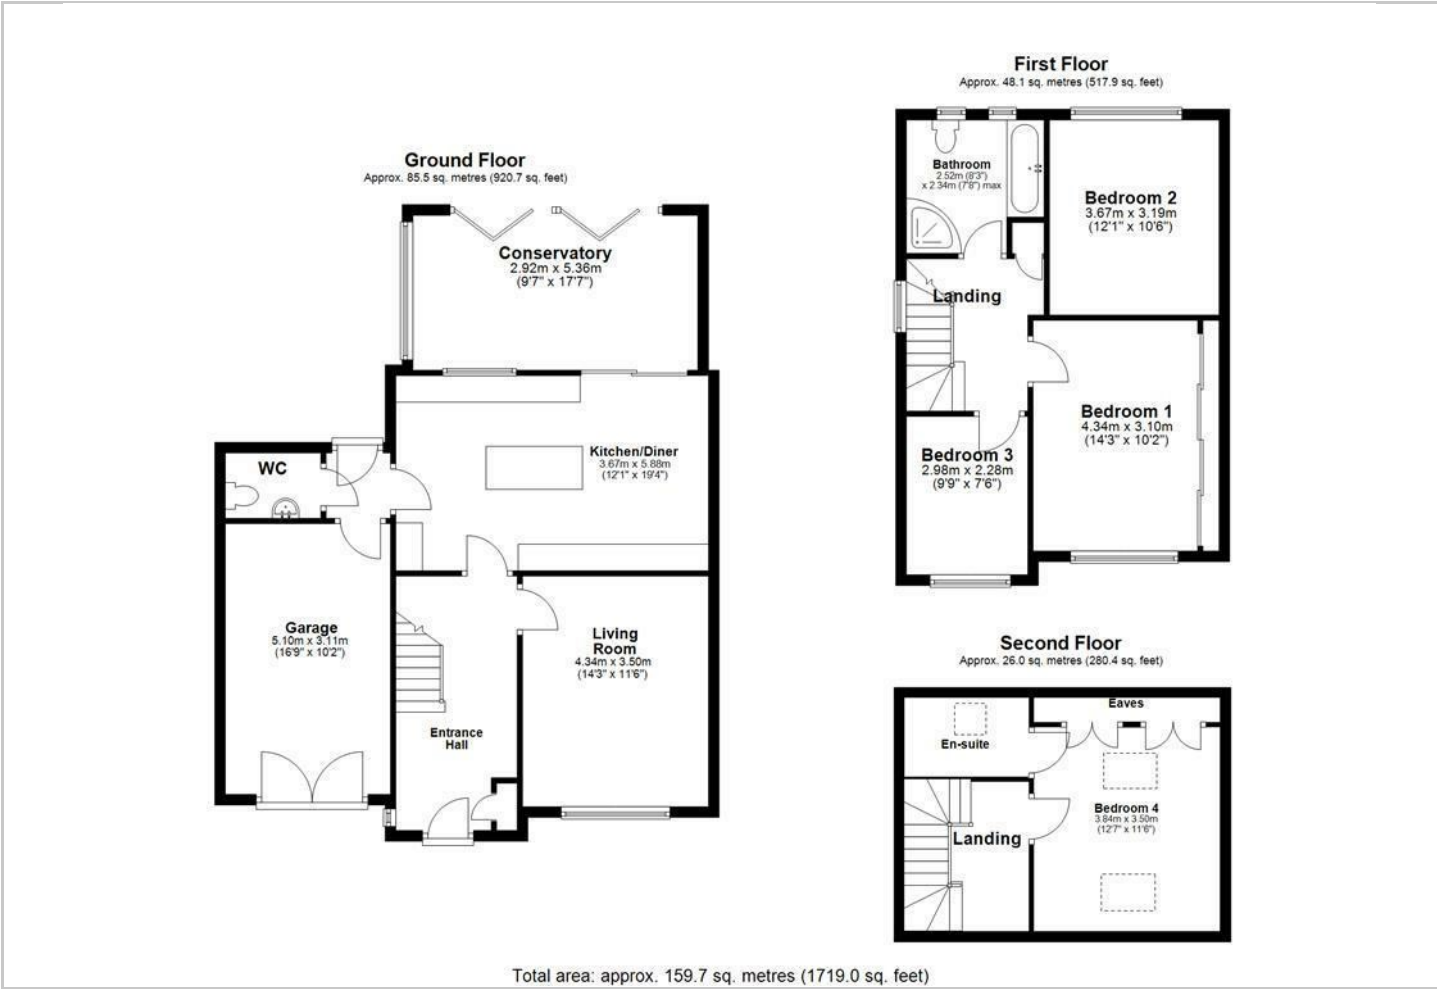 Ground Floor
Approx. 85.5 sq. metres (920.7 sq. feet)
Conservatory
2.92m x 5.36m
(9'7" x 17'7")
Kitchen/Diner
3.67m x 5.88m
(12'1" x 19'4")
WC
Garage
5.10m x 3.11m
(16'9" x 10'2")
Living
Room
4.34m x 3.50m
(14'3" x 11'6")
Entrance
Hall
First Floor
Approx. 48.1 sq. metres (517.9 sq. feet)
Bathroom
2.52m (8'3")
x 2.34m (7'8") max
Bedroom 2
3.67m x 3.19m
(12'1" x 10'6")
Landing
Bedroom 1
4.34m x 3.10m
(14'3" x 10'2")
Bedroom 3
2.98m x 2.28m
(9'9" x 7'6")
Second Floor
Approx. 26.0 sq. metres (280.4 sq. feet)
Eaves
En-suite
Bedroom 4
3.84m x 3.50m
(12'7" x 11'6")
Landing
Total area: approx. 159.7 sq. metres (1719.0 sq. feet)